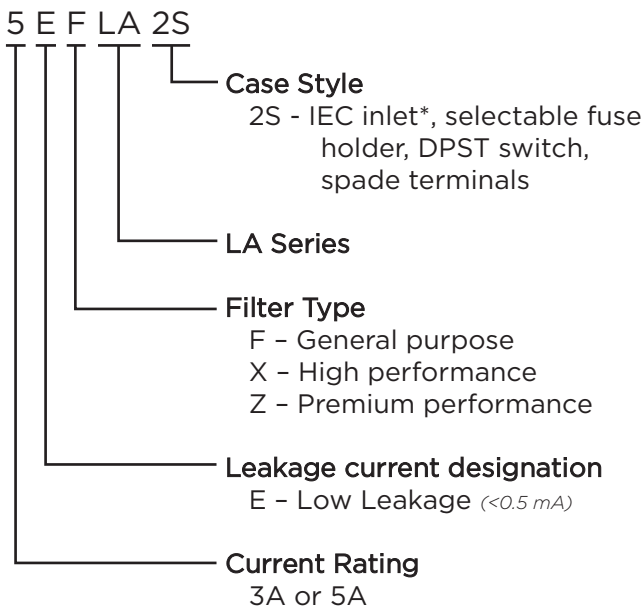 5 E F LA 2S
Case Style
2S - IEC inlet*, selectable fuse
holder, DPST switch,
spade terminals
LA Series
Filter Type
F – General purpose
X – High performance
Z – Premium performance
Leakage current designation
E – Low Leakage (<0.5 mA)
Current Rating
3A or 5A